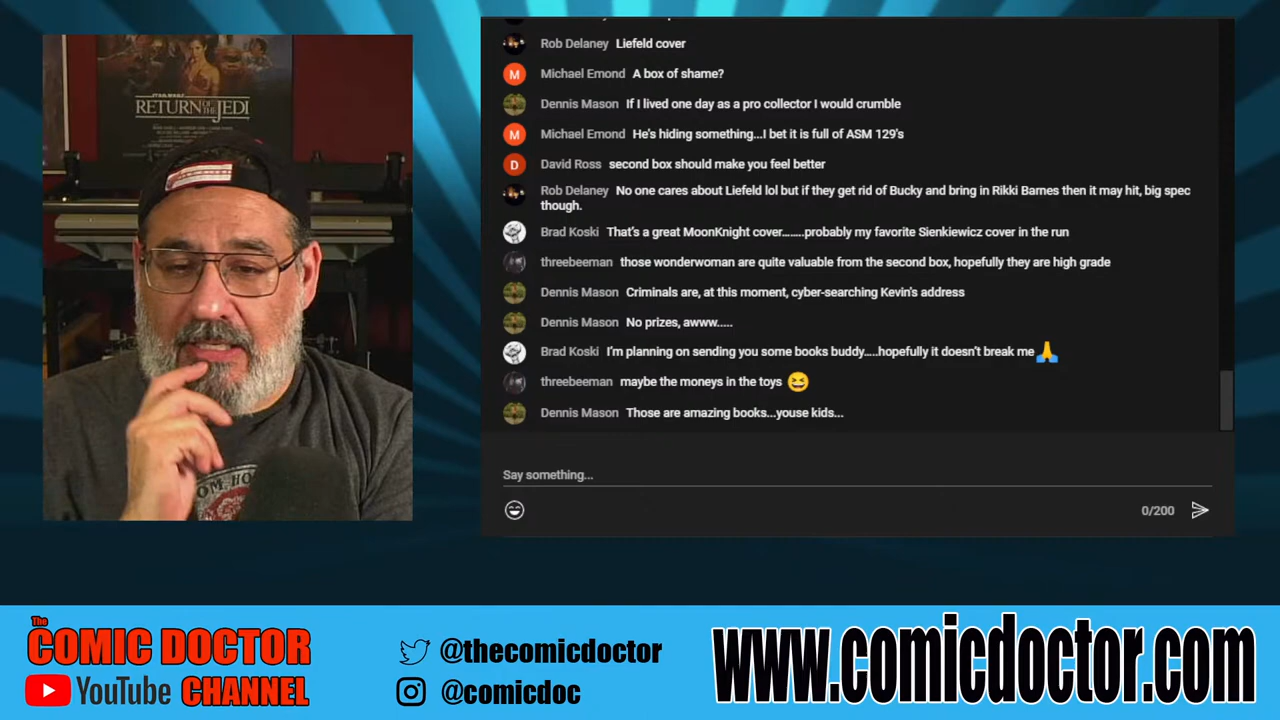 STAR WARS
RETURN OF THE JEDI
Rob Delaney Liefeld cover
M Michael Emond A box of shame?
Dennis Mason If I lived one day as a pro collector I would crumble
M Michael Emond He's hiding something...I bet it is full of ASM 129's
D David Ross second box should make you feel better
Rob Delaney No one cares about Liefeld lol but if they get rid of Bucky and bring in Rikki Barnes then it may hit, big spec
though.
Brad Koski That's a great MoonKnight cover........probably my favorite Sienkiewicz cover in the run
threebeeman those wonderwoman are quite valuable from the second box, hopefully they are high grade
Dennis Mason Criminals are, at this moment, cyber-searching Kevin's address
Dennis Mason No prizes, awww.....
Brad Koski I'm planning on sending you some books buddy.....hopefully it doesn't break me 🙏
threebeeman maybe the moneys in the toys 😆
Dennis Mason Those are amazing books...youse kids...
Say something...
0/200
The
COMIC DOCTOR
YouTube CHANNEL
@thecomicdoctor
@comicdoc
www.comicdoctor.com